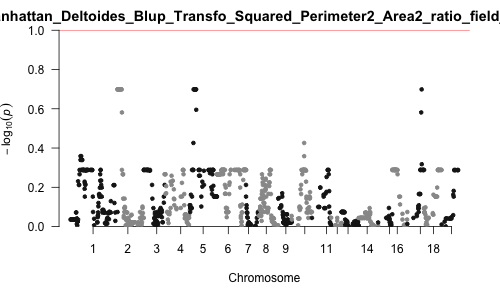 nhattan_Deltoides_Blup_Transfo_Squared_Perimeter2_Area2_ratio_field_
1.0
0.8
0.6
0.4
0.2
0.0
− log₁₀(p)
1 2 3 4 5 6 7 8 9 11 14 16 18
Chromosome